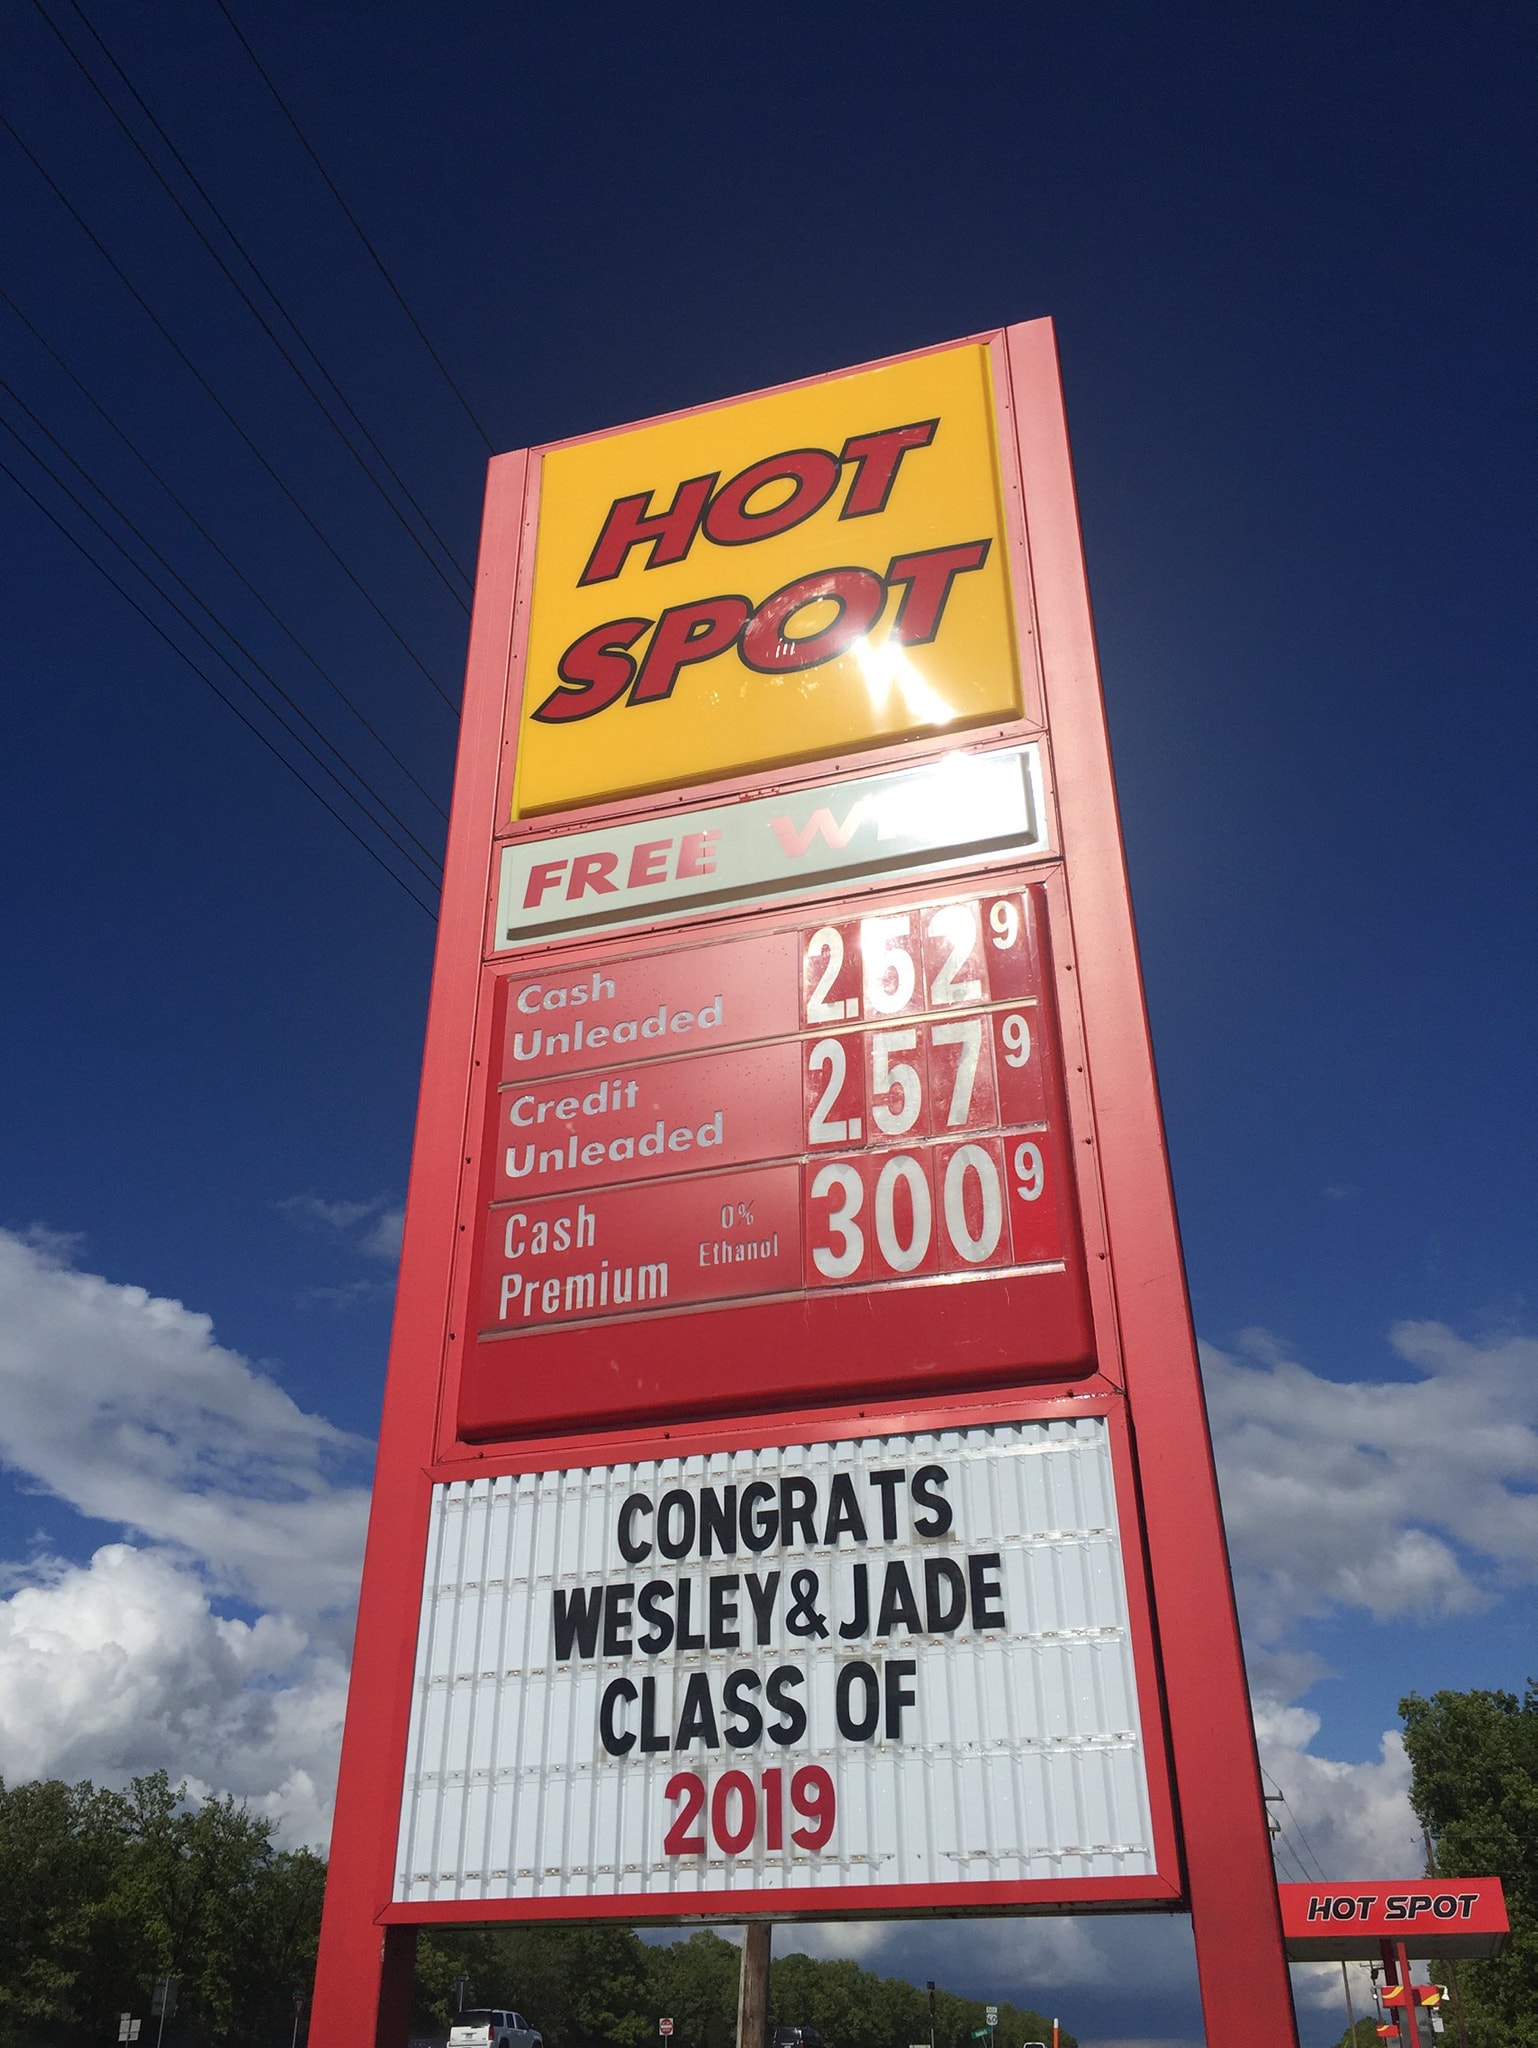 HOT
SPOT
FREE
Cash
Unleaded
2.52 9
Credit
Unleaded
2.57 9
Cash
Premium
0%
Ethanol
300 9
CONGRATS
WESLEY & JADE
CLASS OF
2019
HOT SPOT